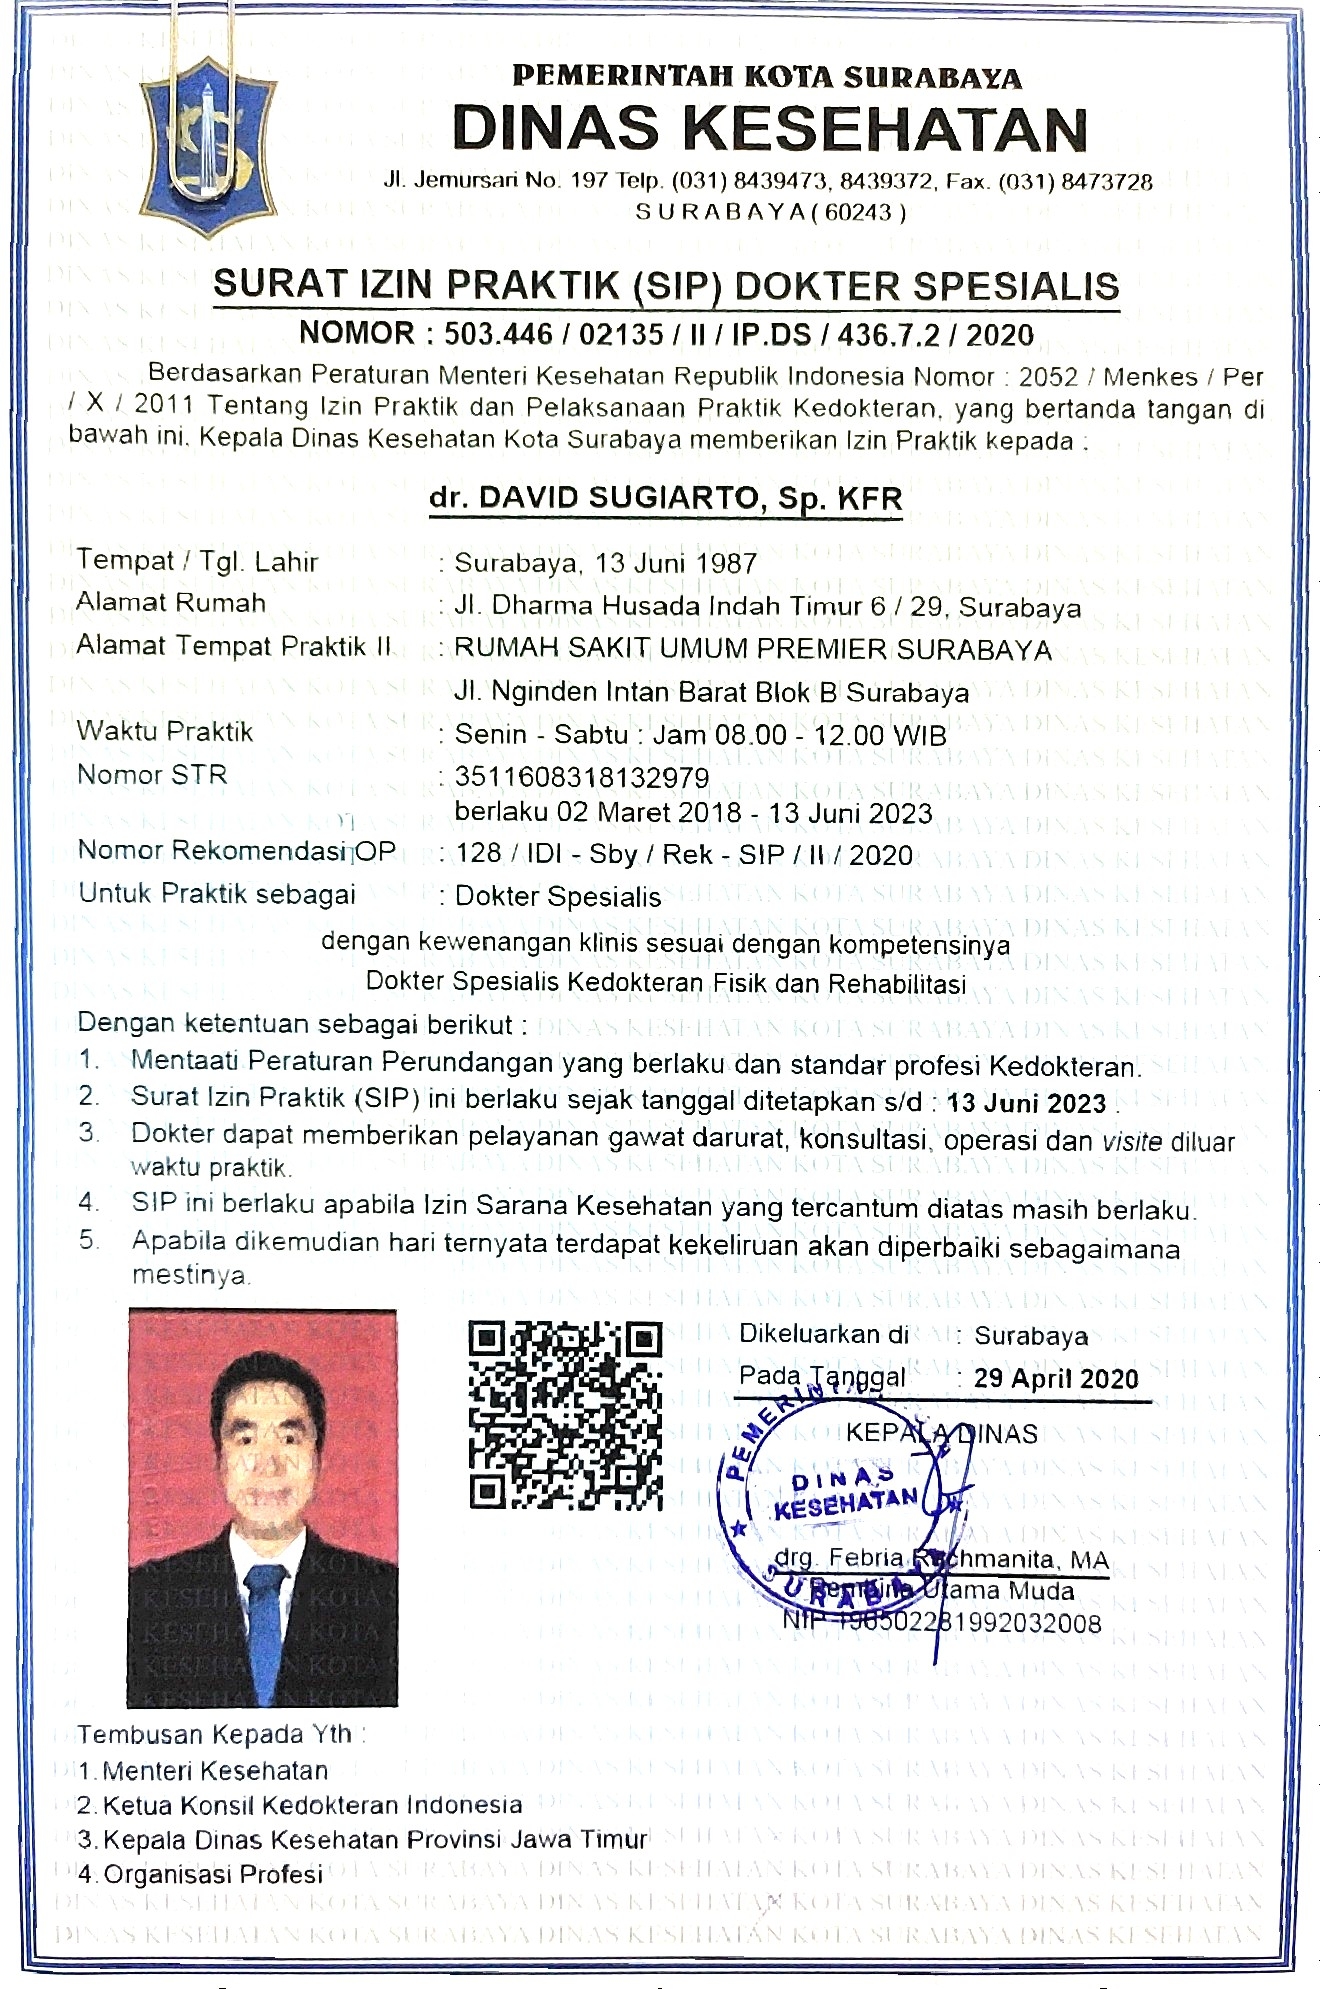 PEMERINTAH KOTA SURABAYA
DINAS KESEHATAN
Jl. Jemursari No. 197 Telp. (031) 8439473, 8439372, Fax. (031) 8473728
SURABAYA ( 60243 )
SURAT IZIN PRAKTIK (SIP) DOKTER SPESIALIS
NOMOR : 503.446 / 02135 / II / IP.DS / 436.7.2 / 2020
Berdasarkan Peraturan Menteri Kesehatan Republik Indonesia Nomor : 2052 / Menkes / Per
/ X / 2011 Tentang Izin Praktik dan Pelaksanaan Praktik Kedokteran, yang bertanda tangan di
bawah ini, Kepala Dinas Kesehatan Kota Surabaya memberikan Izin Praktik kepada :
dr. DAVID SUGIARTO, Sp. KFR
Tempat / Tgl. Lahir : Surabaya, 13 Juni 1987
Alamat Rumah : Jl. Dharma Husada Indah Timur 6 / 29, Surabaya
Alamat Tempat Praktik II : RUMAH SAKIT UMUM PREMIER SURABAYA
Jl. Nginden Intan Barat Blok B Surabaya
Waktu Praktik : Senin - Sabtu : Jam 08.00 - 12.00 WIB
Nomor STR : 3511608318132979
berlaku 02 Maret 2018 - 13 Juni 2023
Nomor Rekomendasi OP : 128 / IDI - Sby / Rek - SIP / II / 2020
Untuk Praktik sebagai : Dokter Spesialis
dengan kewenangan klinis sesuai dengan kompetensinya
Dokter Spesialis Kedokteran Fisik dan Rehabilitasi
Dengan ketentuan sebagai berikut :
1. Mentaati Peraturan Perundangan yang berlaku dan standar profesi Kedokteran.
2. Surat Izin Praktik (SIP) ini berlaku sejak tanggal ditetapkan s/d : 13 Juni 2023 .
3. Dokter dapat memberikan pelayanan gawat darurat, konsultasi, operasi dan visite diluar
waktu praktik.
4. SIP ini berlaku apabila Izin Sarana Kesehatan yang tercantum diatas masih berlaku.
5. Apabila dikemudian hari ternyata terdapat kekeliruan akan diperbaiki sebagaimana
mestinya.
Dikeluarkan di : Surabaya
Pada Tanggal : 29 April 2020
KEPALA DINAS
PEMERINTAH
DINAS
KESEHATAN
SURABAYA
drg. Febria Rachmanita, MA
Pembina Utama Muda
NIP 196502281992032008
Tembusan Kepada Yth :
1. Menteri Kesehatan
2. Ketua Konsil Kedokteran Indonesia
3. Kepala Dinas Kesehatan Provinsi Jawa Timur
4. Organisasi Profesi